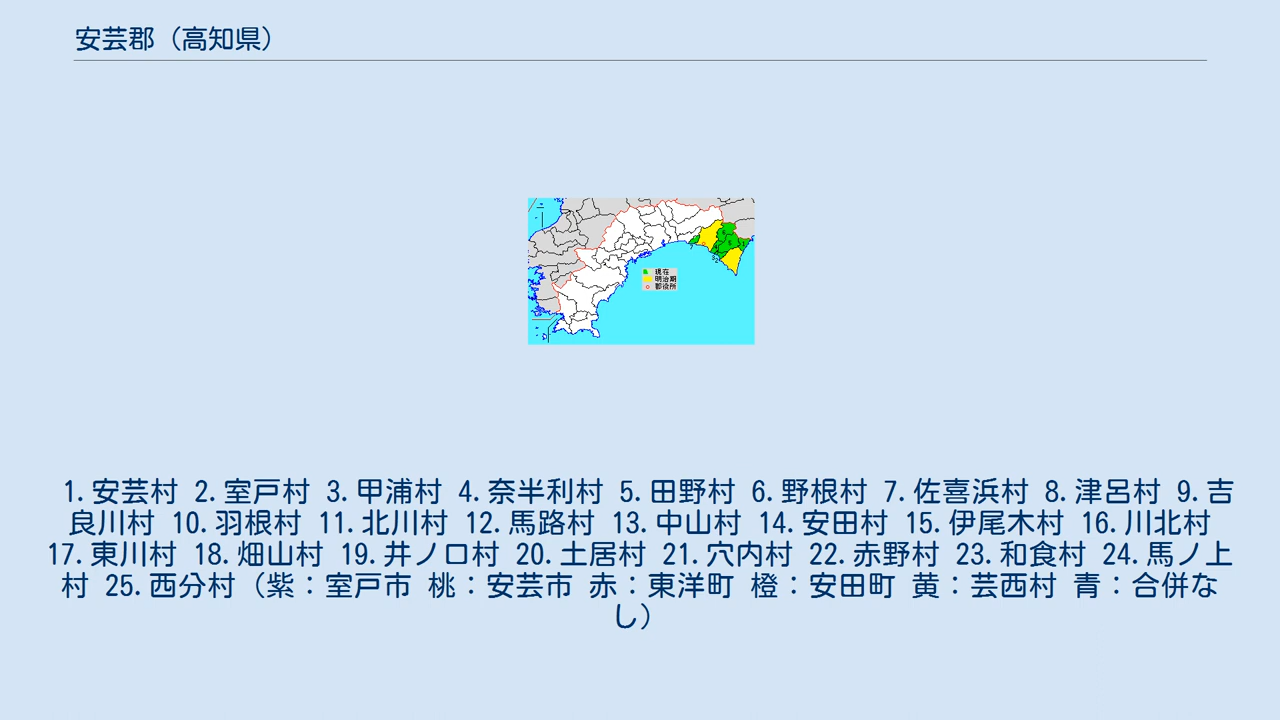 安芸郡（高知県）
現在
明治期
郡役所
1.安芸村 2.室戸村 3.甲浦村 4.奈半利村 5.田野村 6.野根村 7.佐喜浜村 8.津呂村 9.吉
良川村 10.羽根村 11.北川村 12.馬路村 13.中山村 14.安田村 15.伊尾木村 16.川北村
17.東川村 18.畑山村 19.井ノ口村 20.土居村 21.穴内村 22.赤野村 23.和食村 24.馬ノ上
村 25.西分村（紫：室戸市 桃：安芸市 赤：東洋町 橙：安田町 黄：芸西村 青：合併な
し）